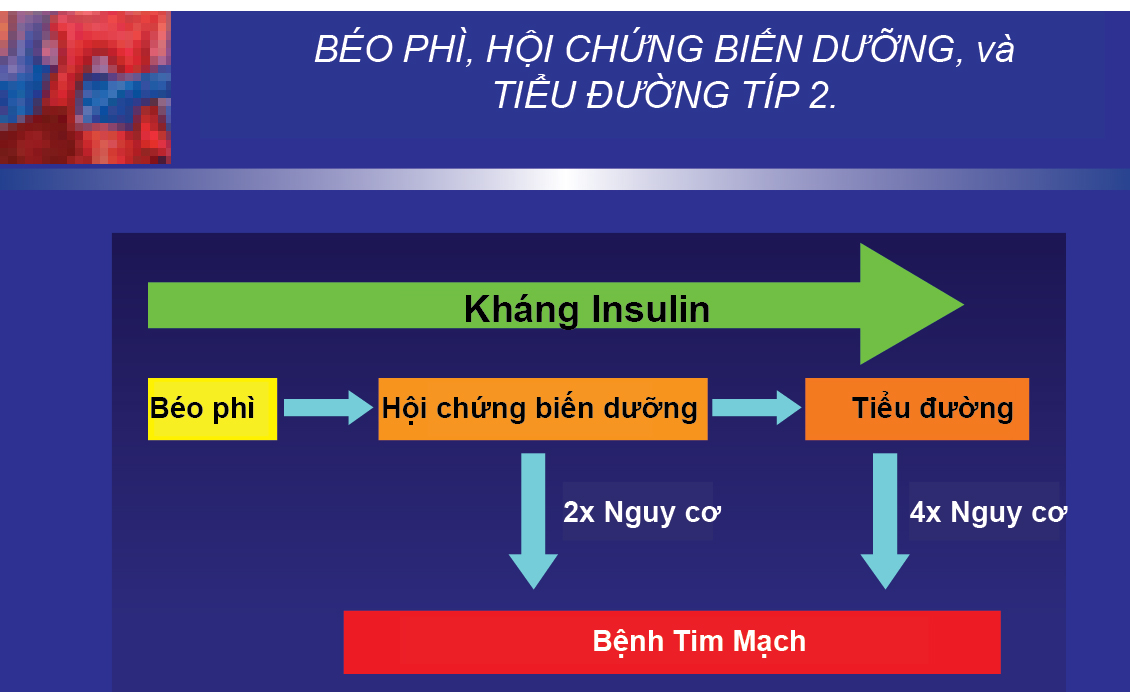 BÉO PHÌ, HỘI CHỨNG BIẾN DƯỠNG, và
TIỂU ĐƯỜNG TÍP 2.
Kháng Insulin
Béo phì
Hội chứng biến dưỡng
Tiểu đường
2x Nguy cơ
4x Nguy cơ
Bệnh Tim Mạch